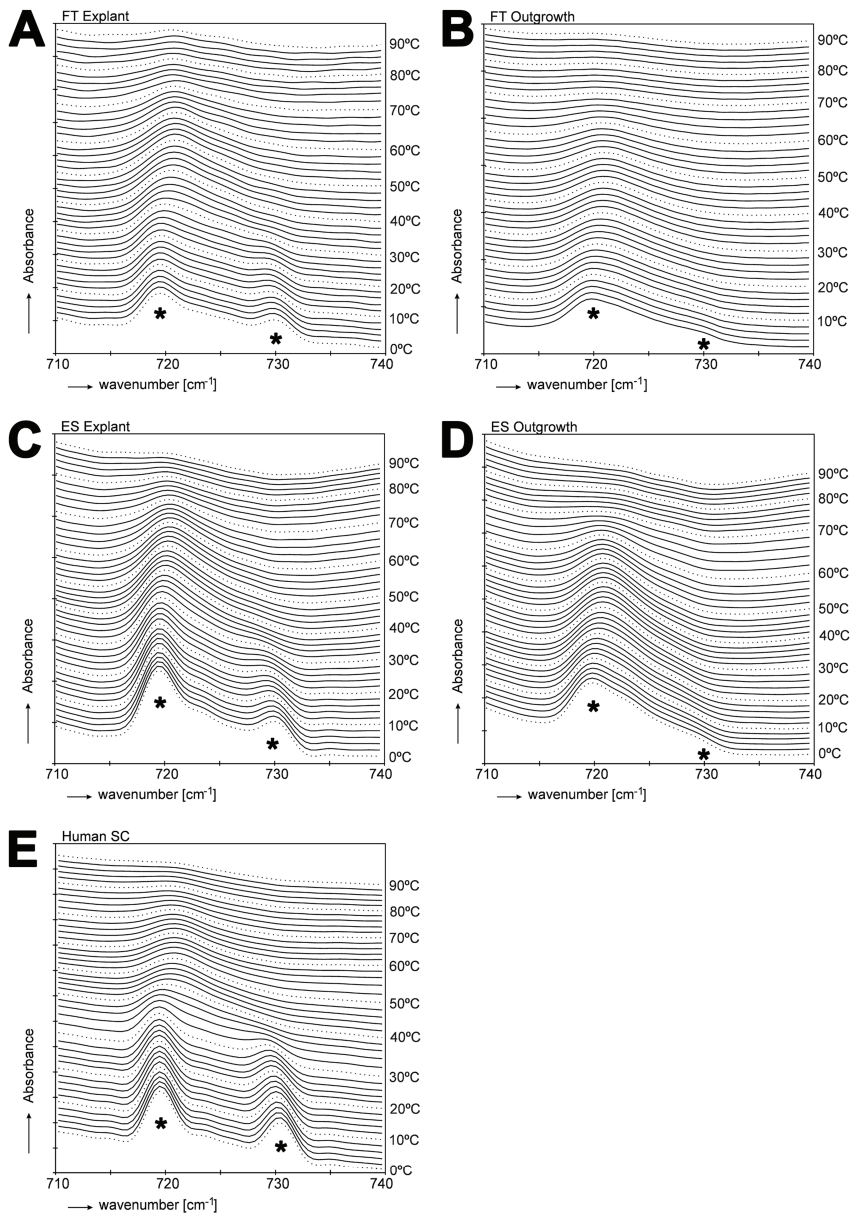 A
FT Explant
90ºC
80ºC
70ºC
60ºC
50ºC
40ºC
30ºC
20ºC
10ºC
0ºC
Absorbance
*
*
710 720 730 740
wavenumber [cm-1]
B
FT Outgrowth
90ºC
80ºC
70ºC
60ºC
50ºC
40ºC
30ºC
20ºC
10ºC
Absorbance
*
*
710 720 730 740
wavenumber [cm-1]
C
ES Explant
90ºC
80ºC
70ºC
60ºC
50ºC
40ºC
30ºC
20ºC
10ºC
0ºC
Absorbance
*
*
710 720 730 740
wavenumber [cm-1]
D
ES Outgrowth
90ºC
80ºC
70ºC
60ºC
50ºC
40ºC
30ºC
20ºC
10ºC
0ºC
Absorbance
*
*
710 720 730 740
wavenumber [cm-1]
E
Human SC
90ºC
80ºC
70ºC
60ºC
50ºC
40ºC
30ºC
20ºC
10ºC
0ºC
Absorbance
*
*
710 720 730 740
wavenumber [cm-1]